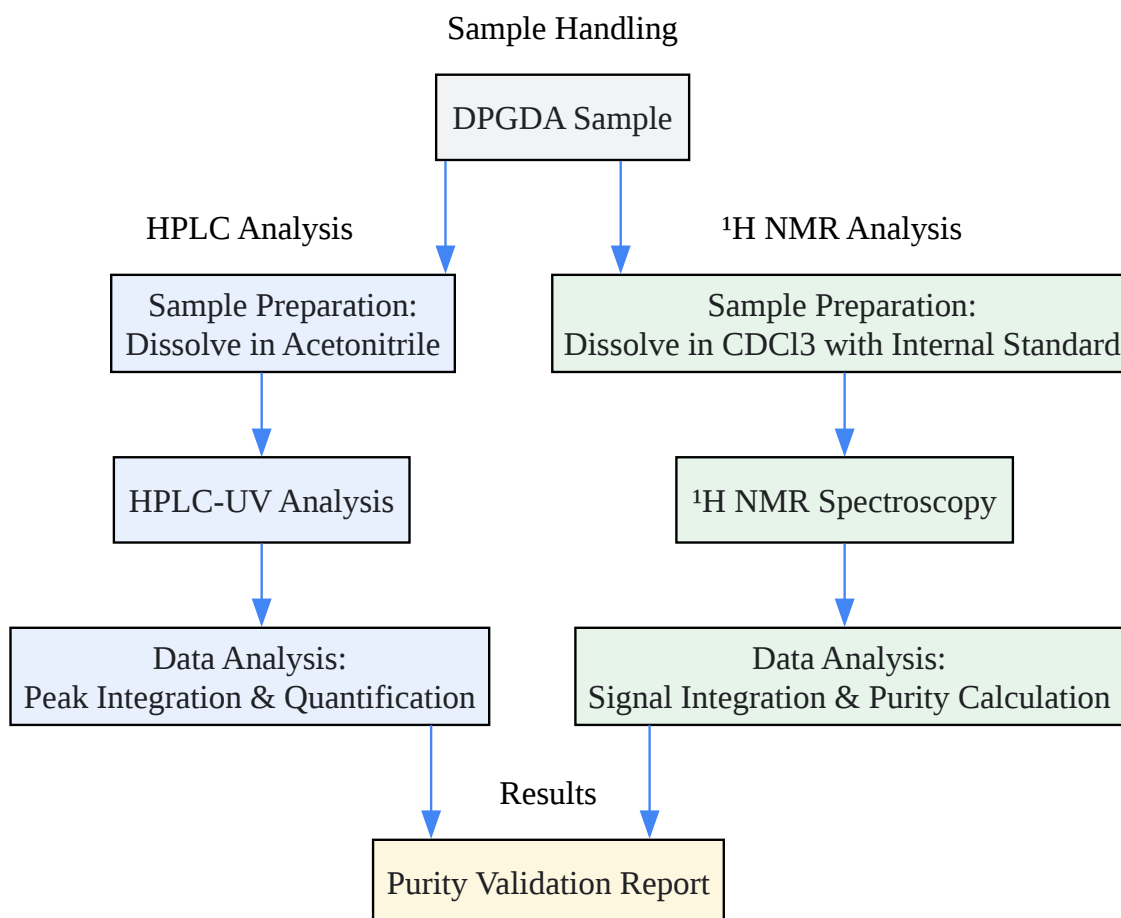 Sample Handling
DPGDA Sample
HPLC Analysis
¹H NMR Analysis
Sample Preparation:
Dissolve in Acetonitrile
Sample Preparation:
Dissolve in CDCl3 with Internal Standard
HPLC-UV Analysis
¹H NMR Spectroscopy
Data Analysis:
Peak Integration & Quantification
Data Analysis:
Signal Integration & Purity Calculation
Results
Purity Validation Report